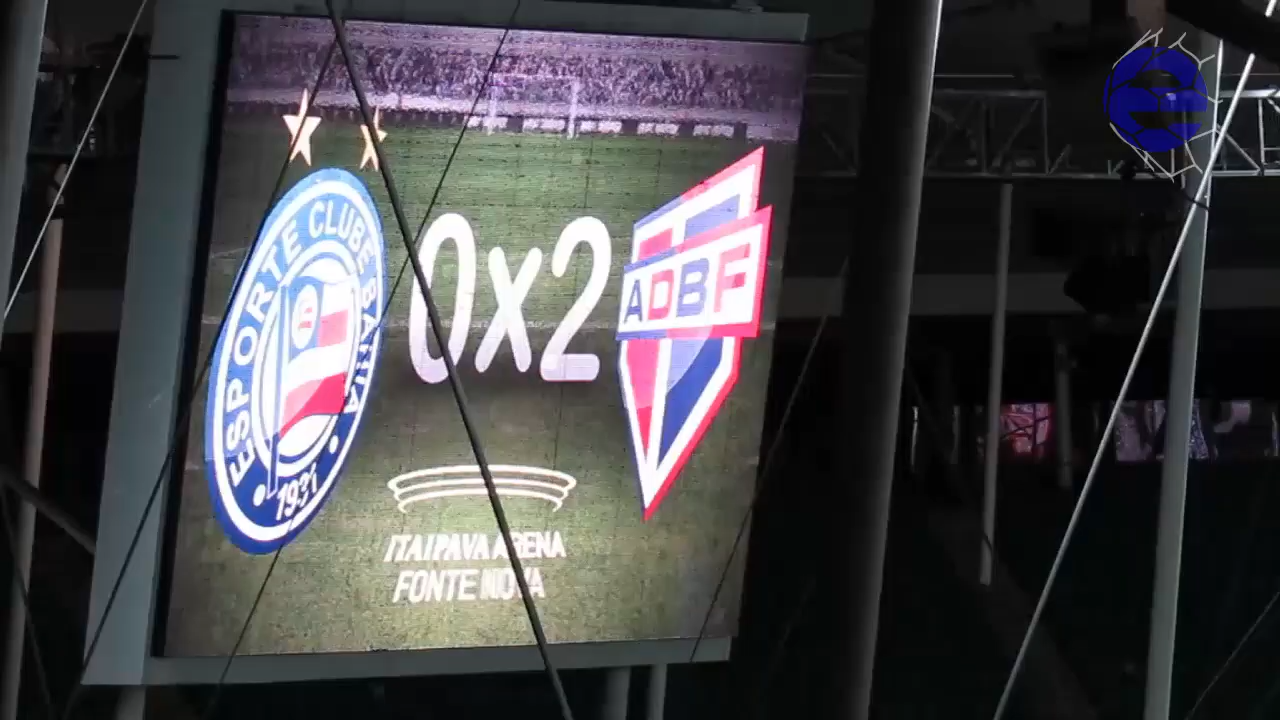 ESPORTE CLUBE BAHIA
1931
0x2
ADBF
ITAIPAVA ARENA
FONTE NOVA